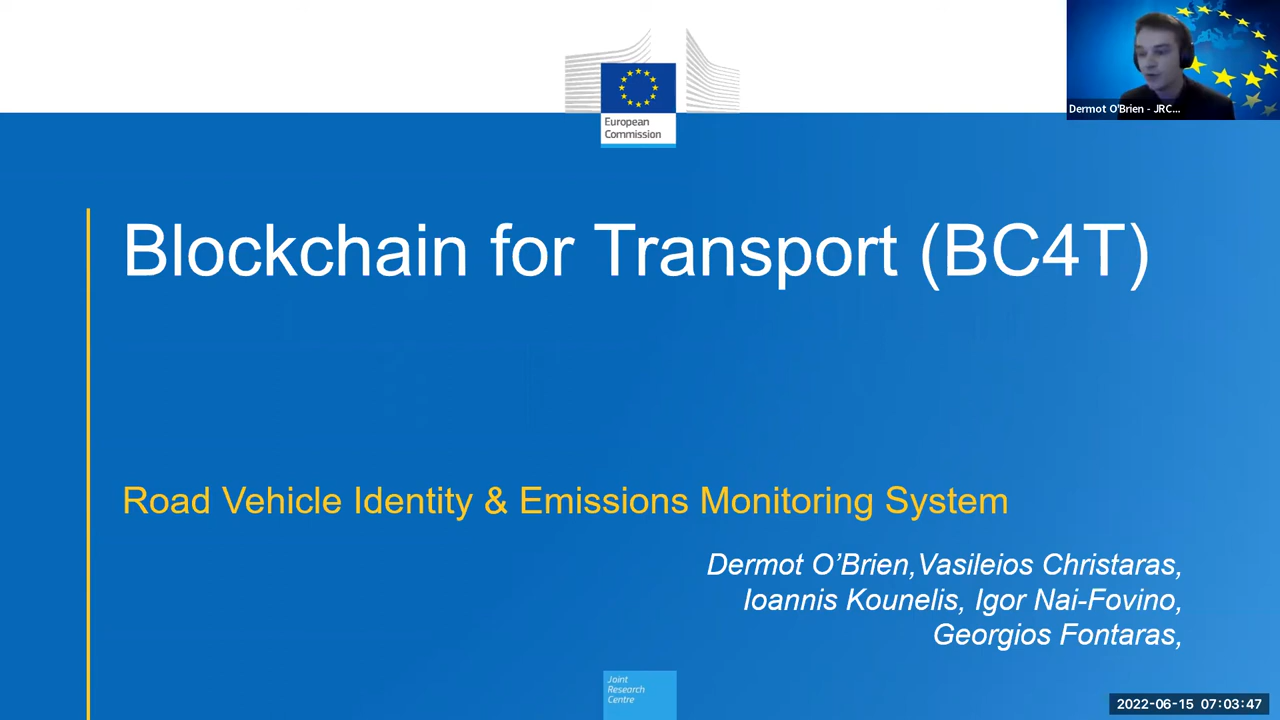 European
Commission
Dermot O'Brien - JRC...
Blockchain for Transport (BC4T)
Road Vehicle Identity & Emissions Monitoring System
Dermot O’Brien,Vasileios Christaras,
Ioannis Kounelis, Igor Nai-Fovino,
Georgios Fontaras,
Joint
Research
Centre
2022-06-15 07:03:47